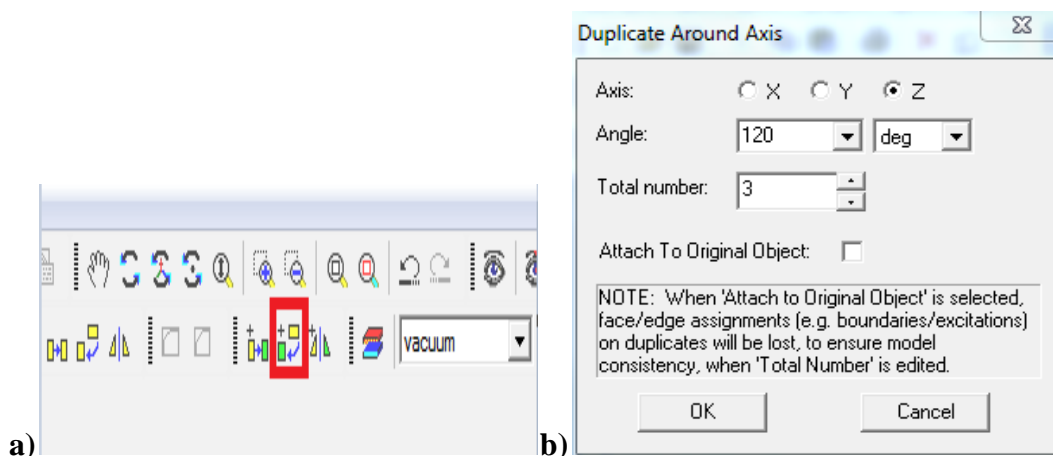 Duplicate Around Axis
Axis: X Y Z
Angle: 120 deg
Total number: 3
Attach To Original Object:
NOTE: When 'Attach to Original Object' is selected,
face/edge assignments (e.g. boundaries/excitations)
on duplicates will be lost, to ensure model
consistency, when 'Total Number' is edited.
OK Cancel
vacuum
a) b)